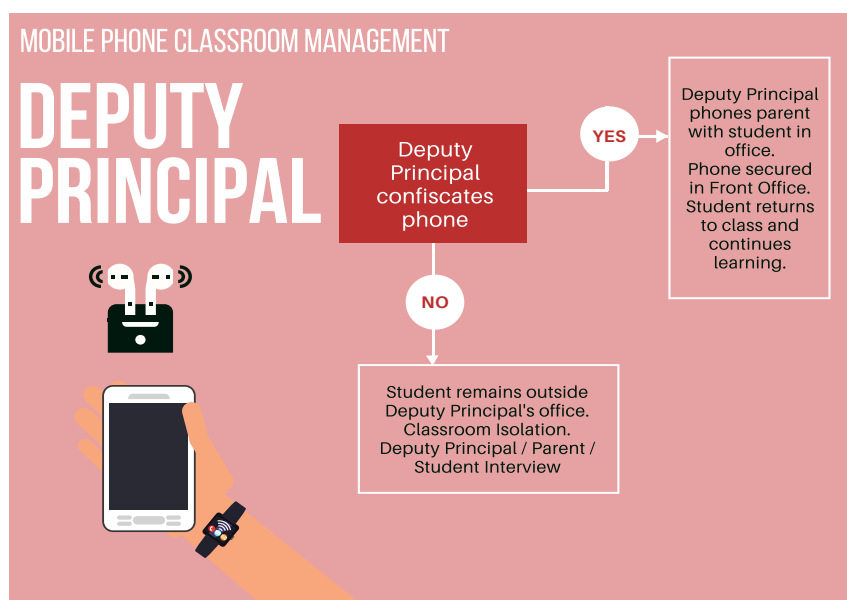 MOBILE PHONE CLASSROOM MANAGEMENT
DEPUTY
PRINCIPAL
Deputy
Principal
confiscates
phone
YES
Deputy Principal
phones parent
with student in
office.
Phone secured
in Front Office.
Student returns
to class and
continues
learning.
NO
Student remains outside
Deputy Principal's office.
Classroom Isolation.
Deputy Principal / Parent /
Student Interview